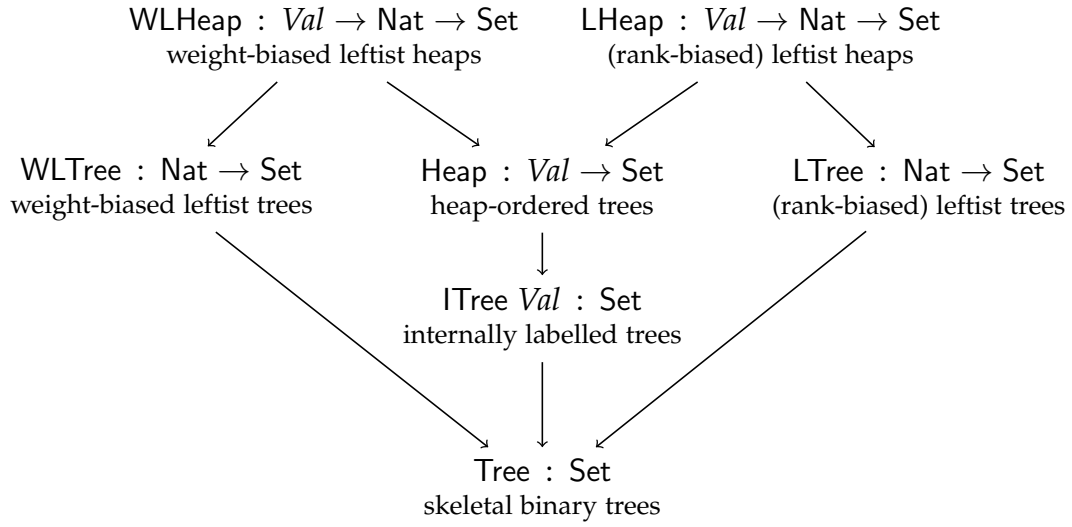 WLHeap : Val → Nat → Set
weight-biased leftist heaps
LHeap : Val → Nat → Set
(rank-biased) leftist heaps
WLTree : Nat → Set
weight-biased leftist trees
Heap : Val → Set
heap-ordered trees
LTree : Nat → Set
(rank-biased) leftist trees
ITree Val : Set
internally labelled trees
Tree : Set
skeletal binary trees